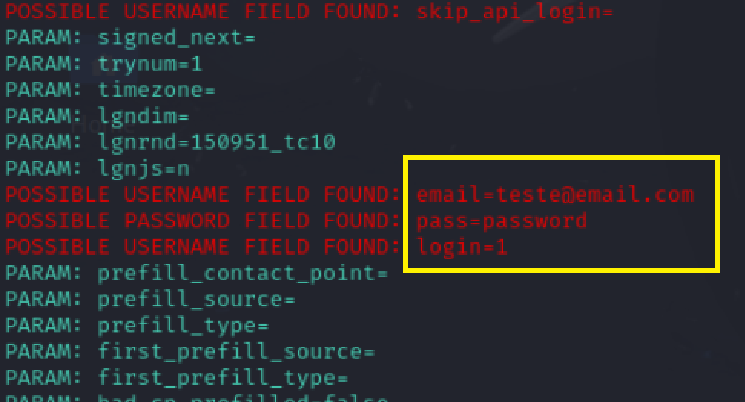 POSSIBLE USERNAME FIELD FOUND: skip_api_login=
PARAM: signed_next=
PARAM: trynum=1
PARAM: timezone=
PARAM: lgndim=
PARAM: lgnrnd=150951_tc10
PARAM: lgnjs=n
POSSIBLE USERNAME FIELD FOUND: email=teste@email.com
POSSIBLE PASSWORD FIELD FOUND: pass=password
POSSIBLE USERNAME FIELD FOUND: login=1
PARAM: prefill_contact_point=
PARAM: prefill_source=
PARAM: prefill_type=
PARAM: first_prefill_source=
PARAM: first_prefill_type=
PARAM: had_cp_prefilled=false